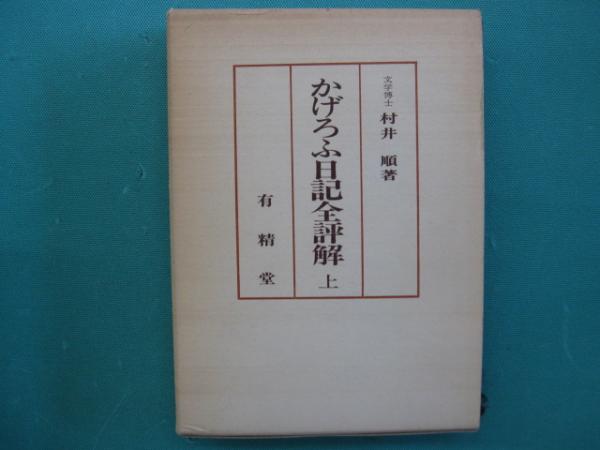 文学博士 村井 順著
かげろふ日記全評解 上
有精堂